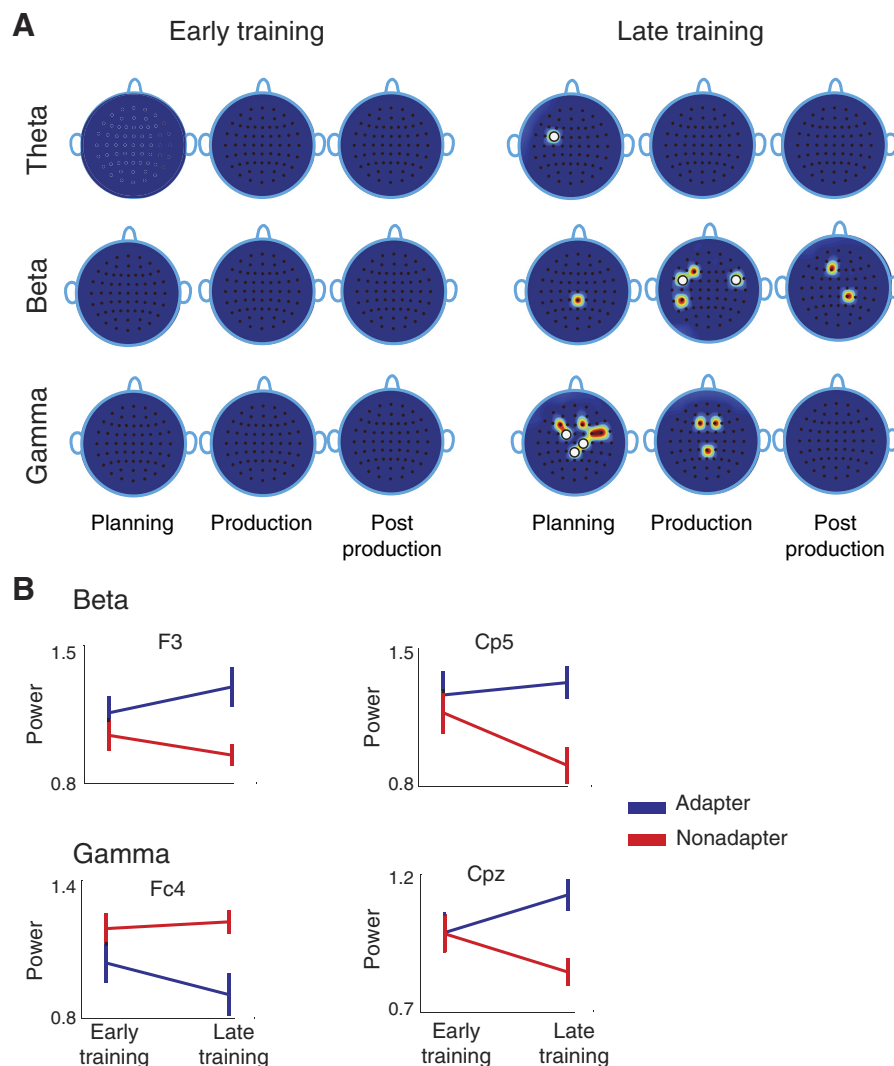 A
Early training
Late training
Theta
Beta
Gamma
Planning
Production
Post
production
Planning
Production
Post
production
B
Beta
F3
1.5
Power
0.8
Cp5
1.5
Power
0.8
Adapter
Nonadapter
Gamma
Fc4
1.4
Power
0.8
Early
training
Late
training
Cpz
1.2
Power
0.7
Early
training
Late
training